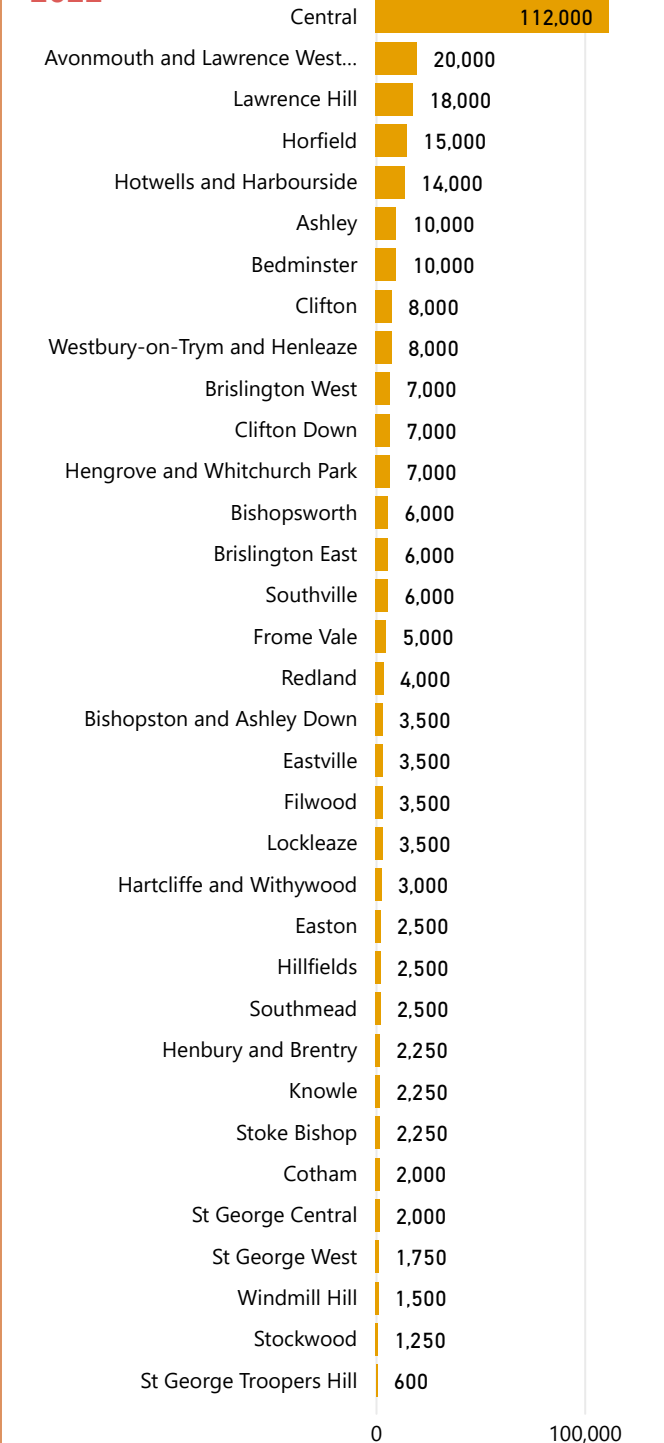 Central 112,000
Avonmouth and Lawrence West... 20,000
Lawrence Hill 18,000
Horfield 15,000
Hotwells and Harbourside 14,000
Ashley 10,000
Bedminster 10,000
Clifton 8,000
Westbury-on-Trym and Henleaze 8,000
Brislington West 7,000
Clifton Down 7,000
Hengrove and Whitchurch Park 7,000
Bishopsworth 6,000
Brislington East 6,000
Southville 6,000
Frome Vale 5,000
Redland 4,000
Bishopston and Ashley Down 3,500
Eastville 3,500
Filwood 3,500
Lockleaze 3,500
Hartcliffe and Withywood 3,000
Easton 2,500
Hillfields 2,500
Southmead 2,500
Henbury and Brentry 2,250
Knowle 2,250
Stoke Bishop 2,250
Cotham 2,000
St George Central 2,000
St George West 1,750
Windmill Hill 1,500
Stockwood 1,250
St George Troopers Hill 600
0 100,000